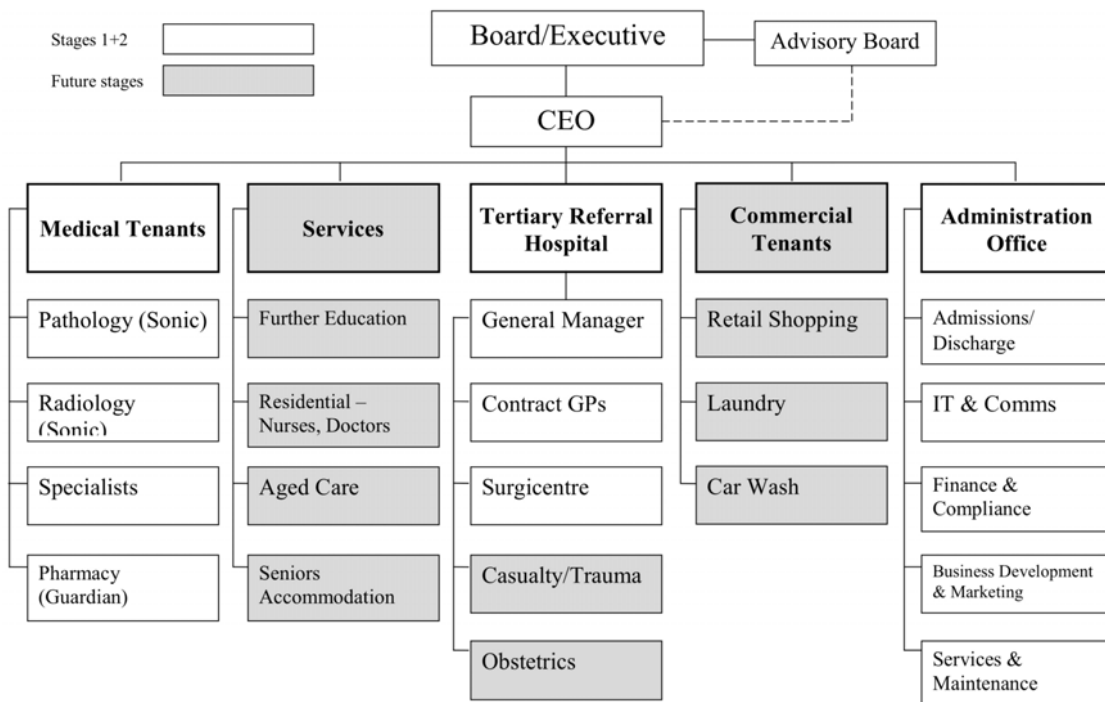 Stages 1+2
Future stages
Board/Executive
Advisory Board
CEO
Medical Tenants
Services
Tertiary Referral
Hospital
Commercial
Tenants
Administration
Office
Pathology (Sonic)
Radiology
(Sonic)
Specialists
Pharmacy
(Guardian)
Further Education
Residential –
Nurses, Doctors
Aged Care
Seniors
Accommodation
General Manager
Contract GPs
Surgicentre
Casualty/Trauma
Obstetrics
Retail Shopping
Laundry
Car Wash
Admissions/
Discharge
IT & Comms
Finance &
Compliance
Business Development
& Marketing
Services &
Maintenance